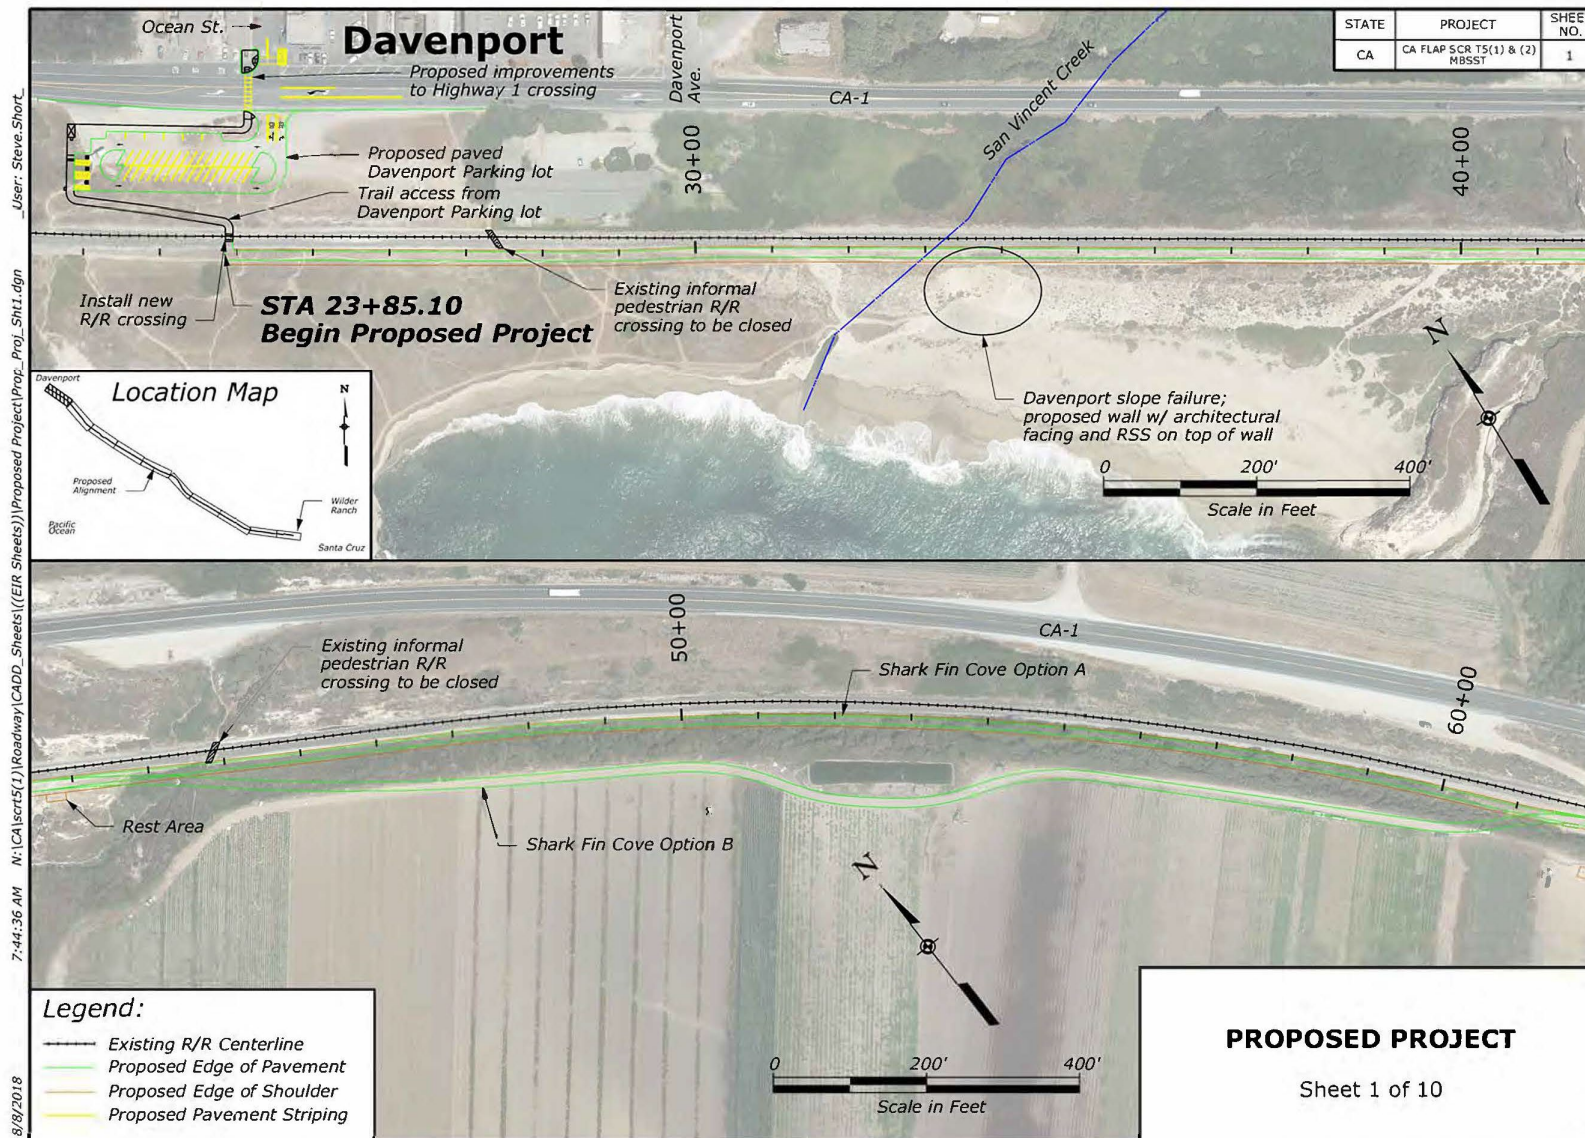 Ocean St.
Davenport
Proposed improvements
to Highway 1 crossing
Davenport
Ave.
CA-1
San Vincent Creek
STATE
PROJECT
SHEE
NO.
CA
CA FLAP SCR T5(1) & (2)
MBSST
1
Proposed paved
Davenport Parking lot
Trail access from
Davenport Parking lot
30+00
40+00
Install new
R/R crossing
STA 23+85.10
Begin Proposed Project
Existing informal
pedestrian R/R
crossing to be closed
N
Davenport slope failure;
proposed wall w/ architectural
facing and RSS on top of wall
0
200'
400'
Scale in Feet
Location Map
Davenport
N
Proposed
Alignment
Wilder
Ranch
Pacific
Ocean
Santa Cruz
Existing informal
pedestrian R/R
crossing to be closed
50+00
CA-1
Shark Fin Cove Option A
60+00
Rest Area
Shark Fin Cove Option B
N
0
200'
400'
Scale in Feet
Legend:
Existing R/R Centerline
Proposed Edge of Pavement
Proposed Edge of Shoulder
Proposed Pavement Striping
PROPOSED PROJECT
Sheet 1 of 10
8/8/2018 7:44:36 AM N:\CA\scrt5(1)\Roadway\CADD_Sheets\((EIR Sheets))\Proposed Project\Prop_Proj_Sht1.dgn _User: Steve.Short_